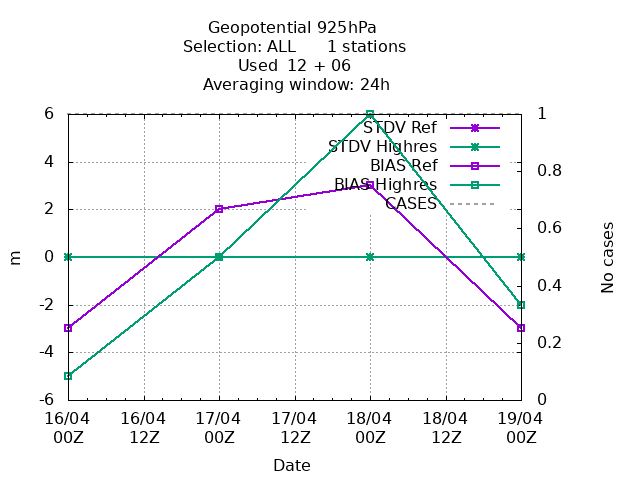 Geopotential 925hPa
Selection: ALL 1 stations
Used 12 + 06
Averaging window: 24h
6
4
2
0
-2
-4
-6
m
1
0.8
0.6
0.4
0.2
0
No cases
STDV Ref
STDV Highres
BIAS Ref
BIAS Highres
CASES
16/04 16/04 17/04 17/04 18/04 18/04 19/04
00Z 12Z 00Z 12Z 00Z 12Z 00Z
Date